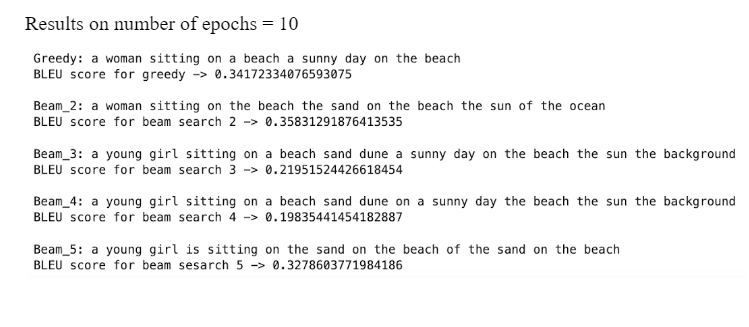 Results on number of epochs = 10
Greedy: a woman sitting on a beach a sunny day on the beach
BLEU score for greedy -> 0.34172334076593075
Beam_2: a woman sitting on the beach the sand on the beach the sun of the ocean
BLEU score for beam search 2 -> 0.35831291876413535
Beam_3: a young girl sitting on a beach sand dune a sunny day on the beach the sun the background
BLEU score for beam search 3 -> 0.21951524426618454
Beam_4: a young girl sitting on a beach sand dune on a sunny day the beach the sun the background
BLEU score for beam search 4 -> 0.19835441454182887
Beam_5: a young girl is sitting on the sand on the beach of the sand on the beach
BLEU score for beam sesarch 5 -> 0.3278603771984186